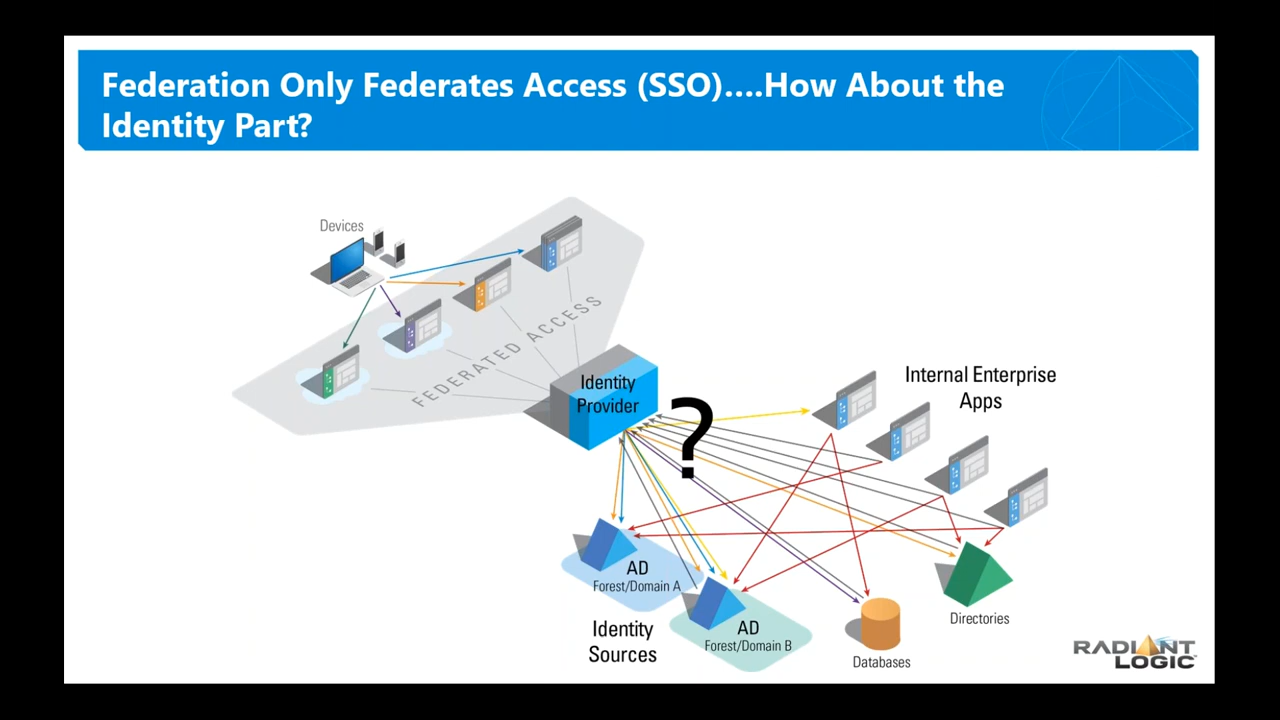 Federation Only Federates Access (SSO)....How About the
Identity Part?
Devices
FEDERATED ACCESS
Identity
Provider
?
Internal Enterprise
Apps
AD
Forest/Domain A
AD
Forest/Domain B
Identity
Sources
Databases
Directories
RADIANT
LOGIC™